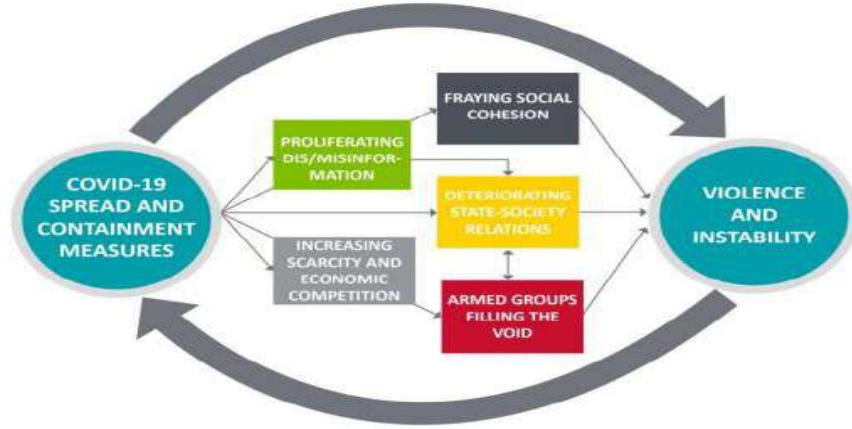 COVID-19
SPREAD AND
CONTAINMENT
MEASURES
PROLIFERATING
DIS/MISINFOR-
MATION
INCREASING
SCARCITY AND
ECONOMIC
COMPETITION
FRAYING SOCIAL
COHESION
DETERIORATING
STATE-SOCIETY
RELATIONS
ARMED GROUPS
FILLING THE
VOID
VIOLENCE
AND
INSTABILITY